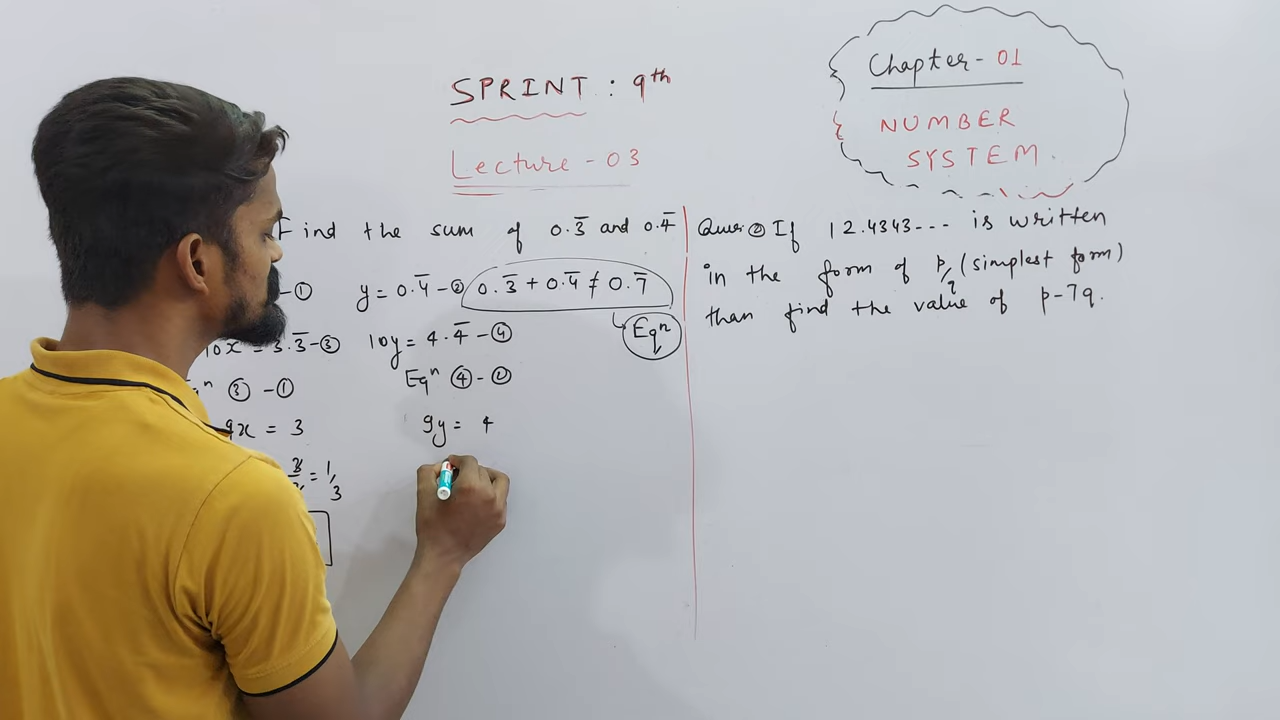 SPRINT : 9th
Lecture - 03
Chapter - 01
NUMBER
SYSTEM
Find the sum of 0.3̅ and 0.4̅
- ①
y = 0.4̅ - ②
0.3̅ + 0.4̅ ≠ 0.7̅
10x = 3.3̅ - ③
10y = 4.4̅ - ④
Eqⁿ
Eqⁿ ③ - ①
Eqⁿ ④ - ②
9x = 3
9y = 4
= 1/3
Ques ② If 12.4343--- is written
in the form of p/q (simplest form)
than find the value of p-7q.